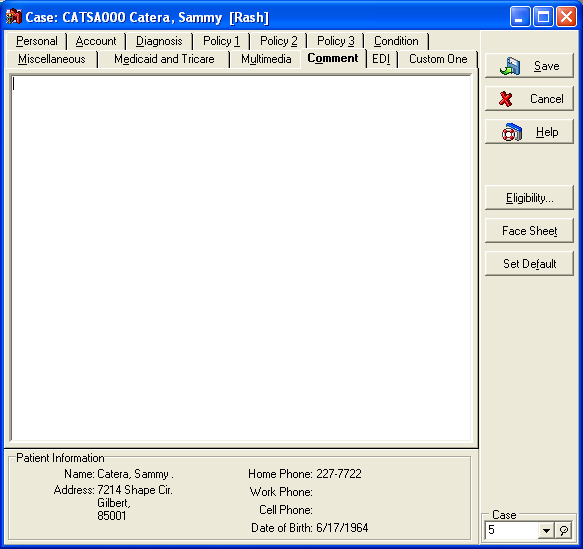 Case: CATSA000 Catera, Sammy [Rash]
Personal Account Diagnosis Policy 1 Policy 2 Policy 3 Condition
Miscellaneous Medicaid and Tricare Multimedia Comment EDI Custom One
Save
Cancel
Help
Eligibility...
Face Sheet
Set Default
Patient Information
Name: Catera, Sammy .
Address: 7214 Shape Cir.
Gilbert,
85001
Home Phone: 227-7722
Work Phone:
Cell Phone:
Date of Birth: 6/17/1964
Case
5